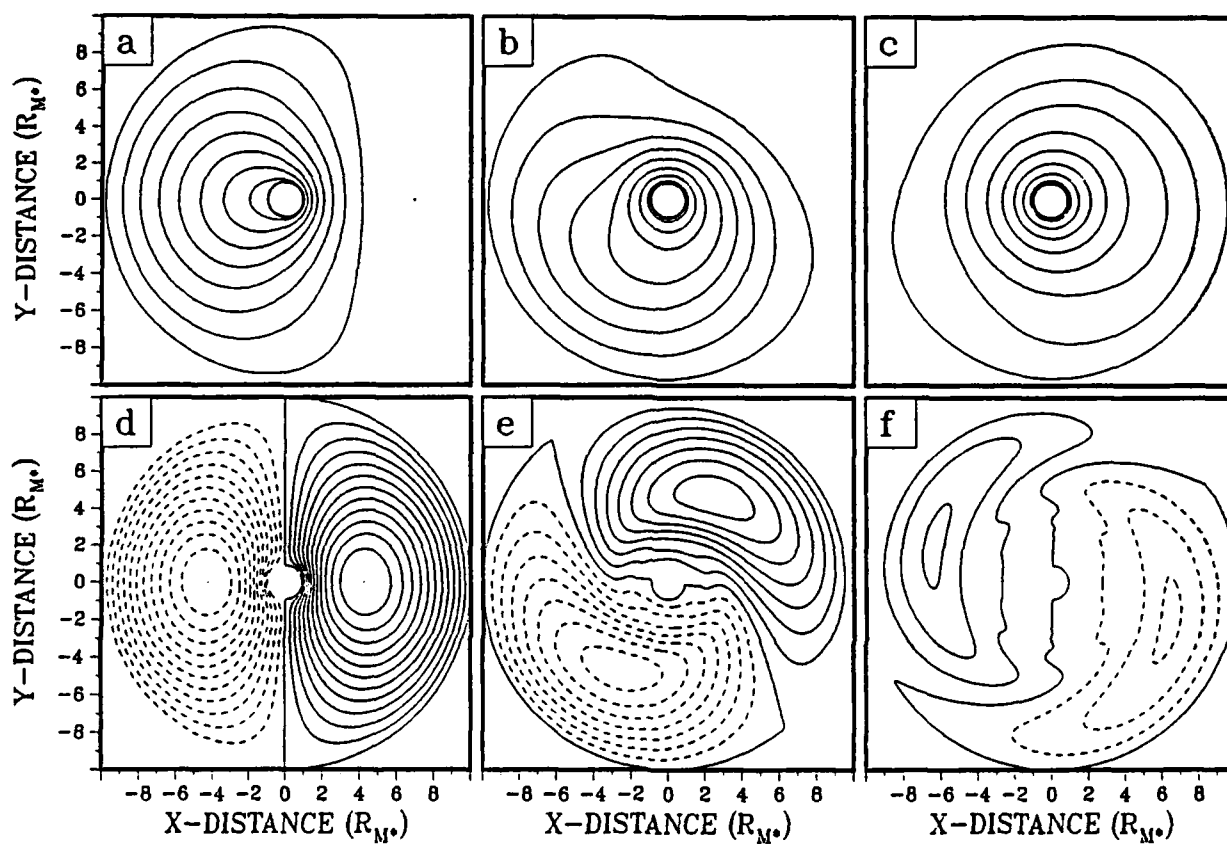 a
b
c
8
6
4
2
0
-2
-4
-6
-8
Y-DISTANCE (R_M*)
d
e
f
8
6
4
2
0
-2
-4
-6
-8
Y-DISTANCE (R_M*)
-8 -6 -4 -2 0 2 4 6 8
-8 -6 -4 -2 0 2 4 6 8
-8 -6 -4 -2 0 2 4 6 8
X-DISTANCE (R_M*)
X-DISTANCE (R_M*)
X-DISTANCE (R_M*)